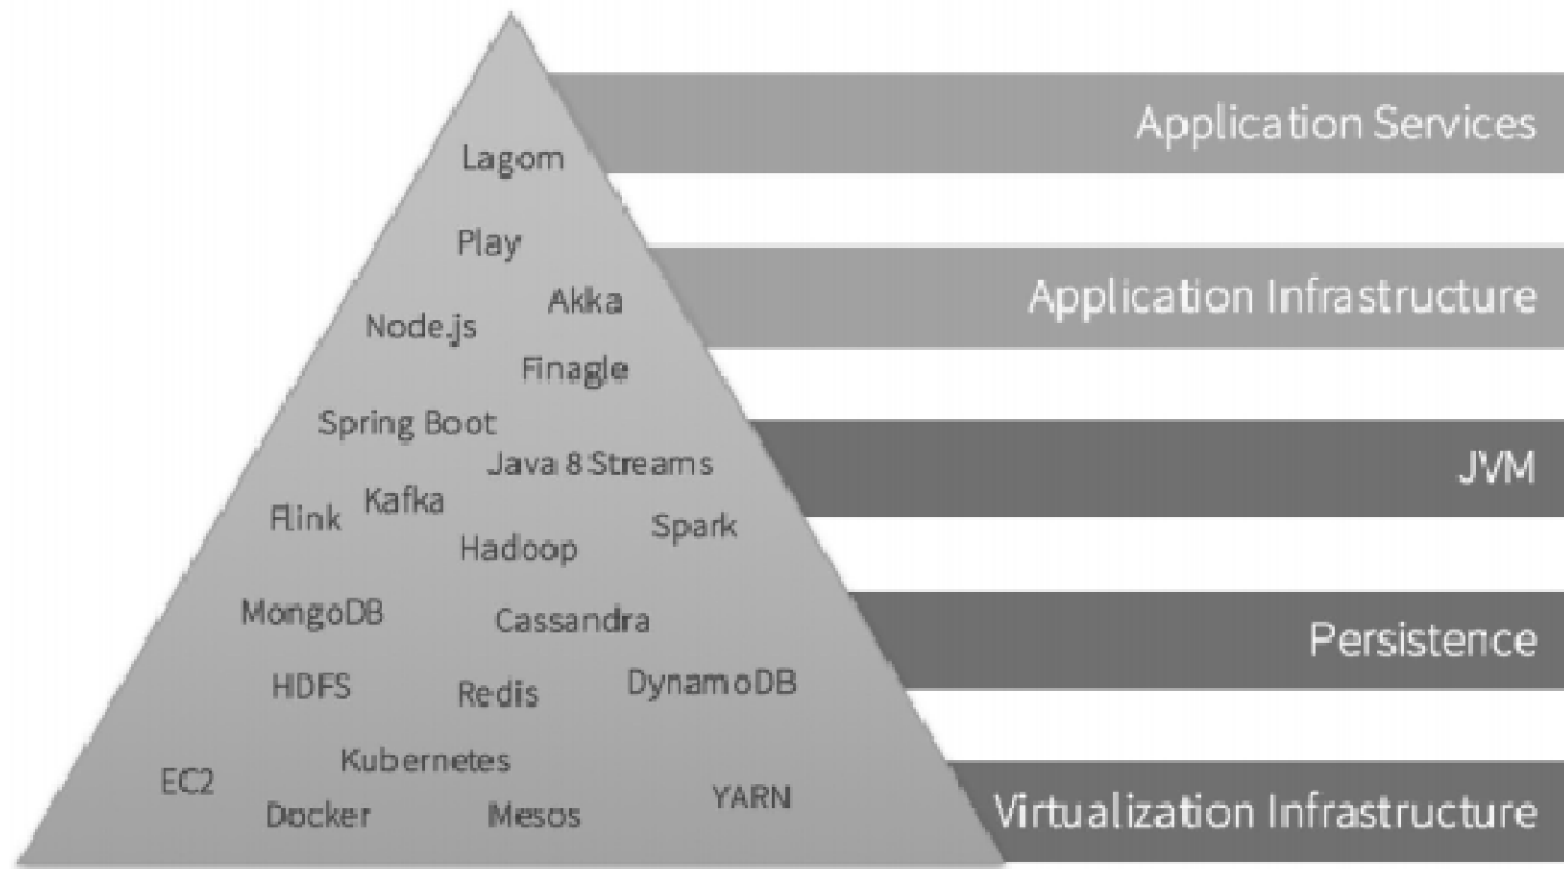 Application Services
Lagom
Play
Application Infrastructure
Akka
Node.js
Finagle
Spring Boot
JVM
Java 8 Streams
Kafka
Flink
Spark
Hadoop
MongoDB
Cassandra
Persistence
HDFS
Redis
DynamoDB
Kubernetes
EC2
YARN
Docker
Mesos
Virtualization Infrastructure